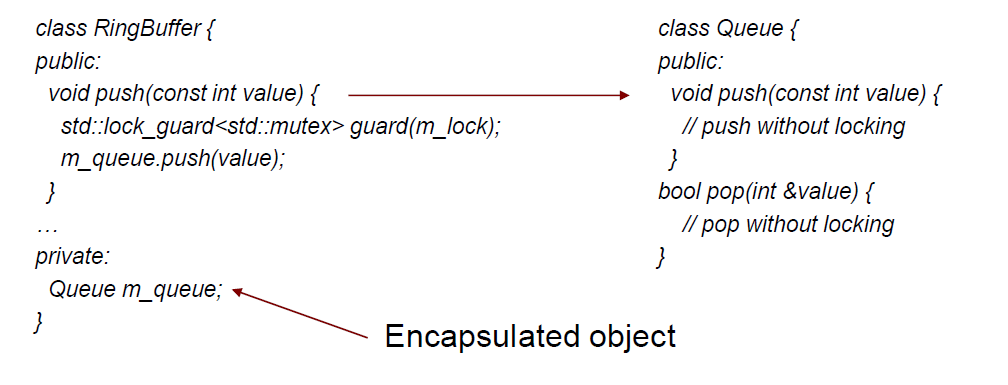 class RingBuffer {
public:
void push(const int value) {
std::lock_guard<std::mutex> guard(m_lock);
m_queue.push(value);
}
…
private:
Queue m_queue;
}
class Queue {
public:
void push(const int value) {
// push without locking
}
bool pop(int &value) {
// pop without locking
}
Encapsulated object